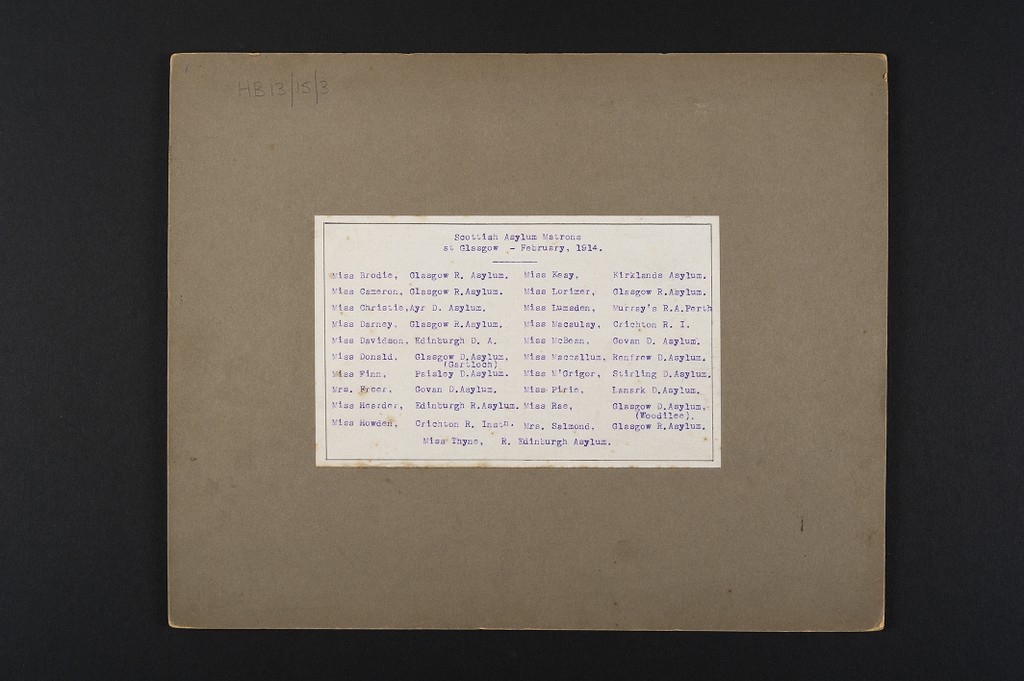 HB13/15/3
Scottish Asylum Matrons
at Glasgow - February, 1914.
Miss Brodie, Glasgow R. Asylum.
Miss Cameron, Glasgow R.Asylum.
Miss Christie, Ayr D. Asylum.
Miss Darney, Glasgow R.Asylum.
Miss Davidson, Edinburgh D. A.
Miss Donald, Glasgow D.Asylum,
(Gartloch)
Miss Finn, Paisley D.Asylum.
Mrs. Freer, Govan D.Asylum.
Miss Hearder, Edinburgh R.Asylum.
Miss Howden, Crichton R. Instn.
Miss Keay, Kirklands Asylum.
Miss Lorimer, Glasgow R.Asylum.
Miss Lumsden, Murray's R.A.Perth
Miss Macaulay, Crichton R. I.
Miss McBean, Govan D. Asylum.
Miss Maccallum, Renfrew D.Asylum.
Miss M'Grigor, Stirling D.Asylum.
Miss Pirie, Lanark D.Asylum.
Miss Rae, Glasgow D.Asylum,
(Woodilee).
Mrs. Salmond, Glasgow R.Asylum.
Miss Thyne, R. Edinburgh Asylum.